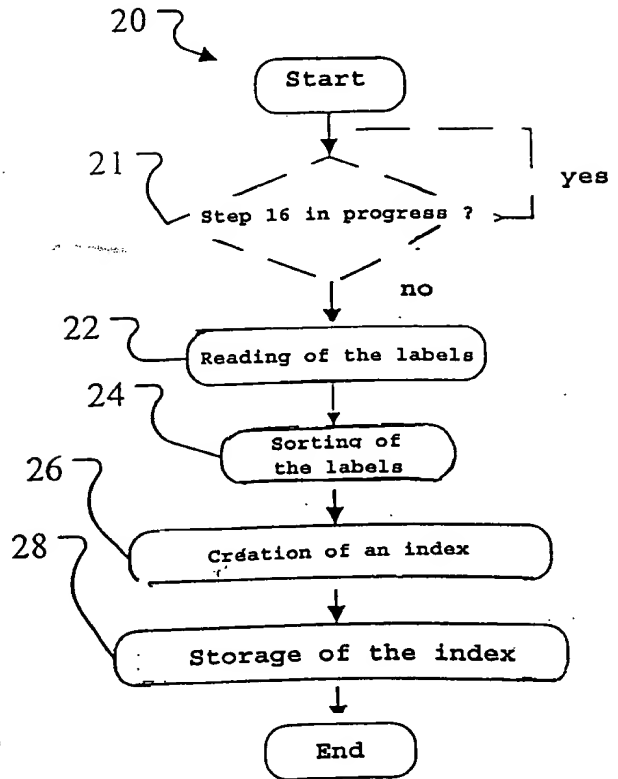 20
Start
21
yes
Step 16 in progress ?
no
22
Reading of the labels
24
Sorting of
the labels
26
Creation of an index
28
Storage of the index
End